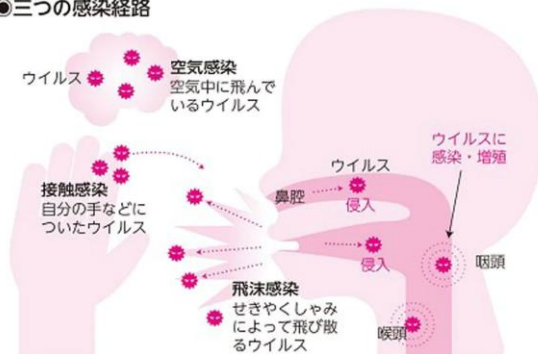 ◉三つの感染経路
ウイルス
空気感染
空気中に飛んで
いるウイルス
接触感染
自分の手などに
ついたウイルス
飛沫感染
せきやくしゃみ
によって飛び散
るウイルス
ウイルス
鼻腔
侵入
侵入
ウイルスに
感染・増殖
咽頭
喉頭